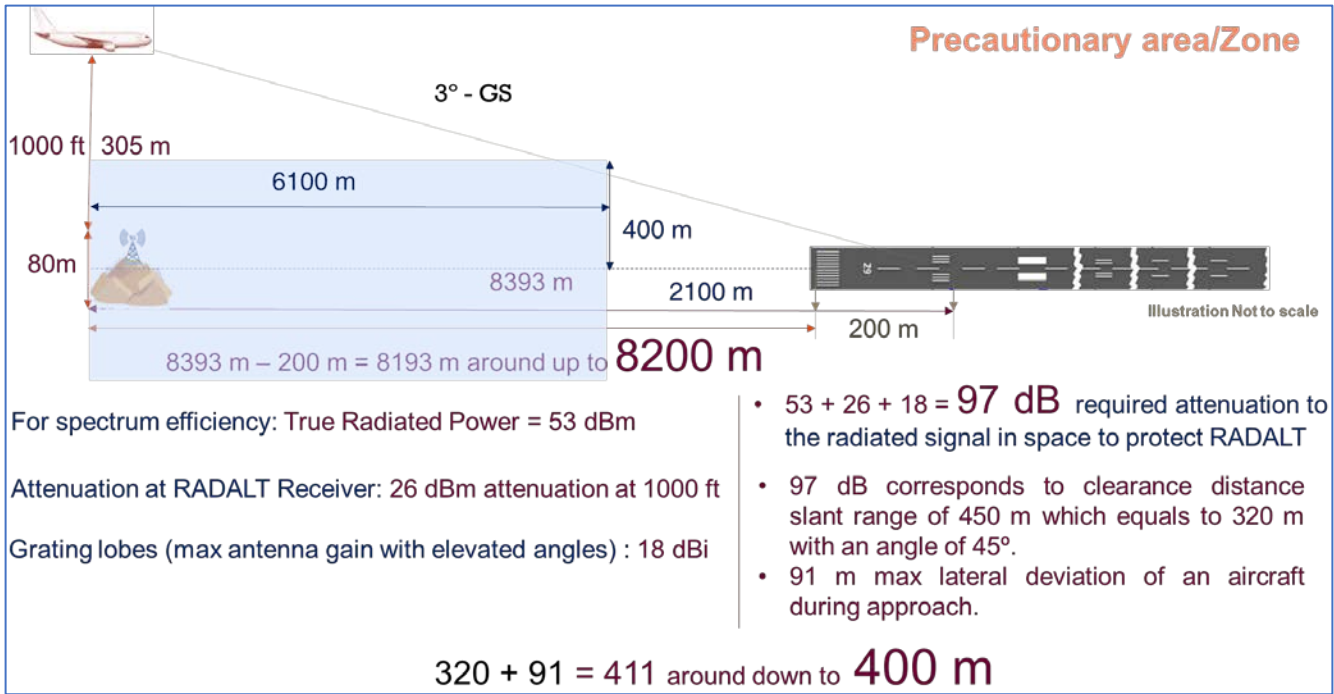 Precautionary area/Zone
3° - GS
1000 ft 305 m
6100 m
400 m
80m
8393 m
2100 m
29
Illustration Not to scale
200 m
8393 m – 200 m = 8193 m around up to 8200 m
For spectrum efficiency: True Radiated Power = 53 dBm
Attenuation at RADALT Receiver: 26 dBm attenuation at 1000 ft
Grating lobes (max antenna gain with elevated angles) : 18 dBi
• 53 + 26 + 18 = 97 dB required attenuation to
the radiated signal in space to protect RADALT
• 97 dB corresponds to clearance distance
slant range of 450 m which equals to 320 m
with an angle of 45º.
• 91 m max lateral deviation of an aircraft
during approach.
320 + 91 = 411 around down to 400 m